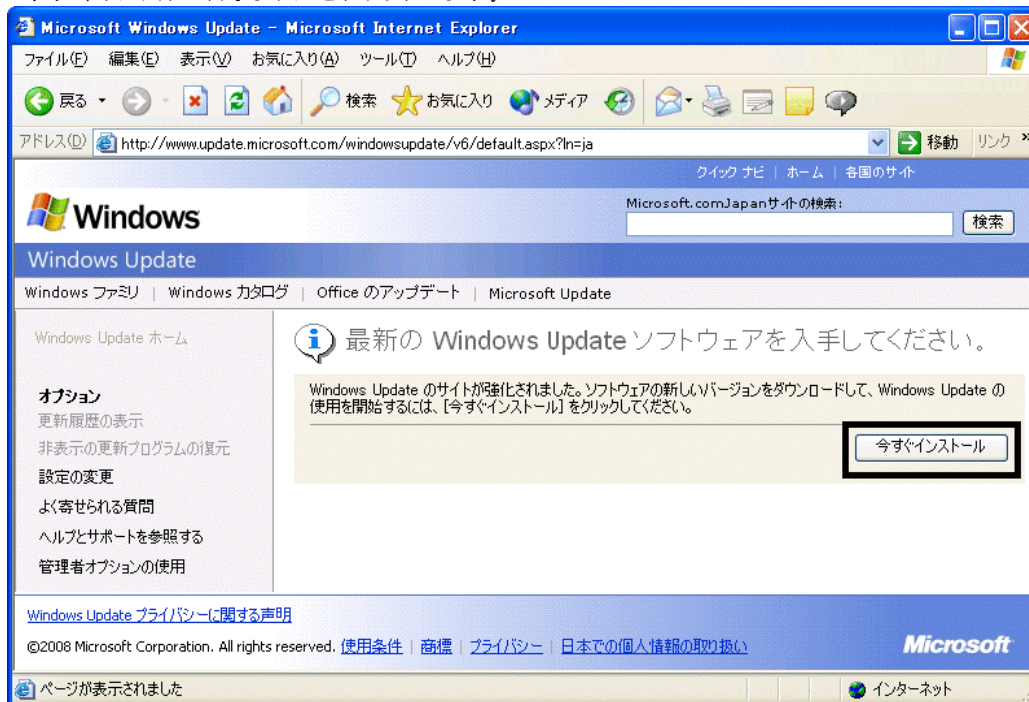 Microsoft Windows Update - Microsoft Internet Explorer
ファイル(F) 編集(E) 表示(V) お気に入り(A) ツール(T) ヘルプ(H)
戻る 検索 お気に入り メディア
アドレス(D) http://www.update.microsoft.com/windowsupdate/v6/default.aspx?ln=ja 移動 リンク »
クイック ナビ | ホーム | 各国のサイト
Windows
Microsoft.comJapanサイトの検索:
検索
Windows Update
Windows ファミリ | Windows カタログ | Office のアップデート | Microsoft Update
Windows Update ホーム
オプション
更新履歴の表示
非表示の更新プログラムの復元
設定の変更
よく寄せられる質問
ヘルプとサポートを参照する
管理者オプションの使用
最新の Windows Update ソフトウェアを入手してください。
Windows Update のサイトが強化されました。ソフトウェアの新しいバージョンをダウンロードして、Windows Update の
使用を開始するには、[今すぐインストール] をクリックしてください。
今すぐインストール
Windows Update プライバシーに関する声明
©2008 Microsoft Corporation. All rights reserved. 使用条件 | 商標 | プライバシー | 日本での個人情報の取り扱い
Microsoft
ページが表示されました インターネット